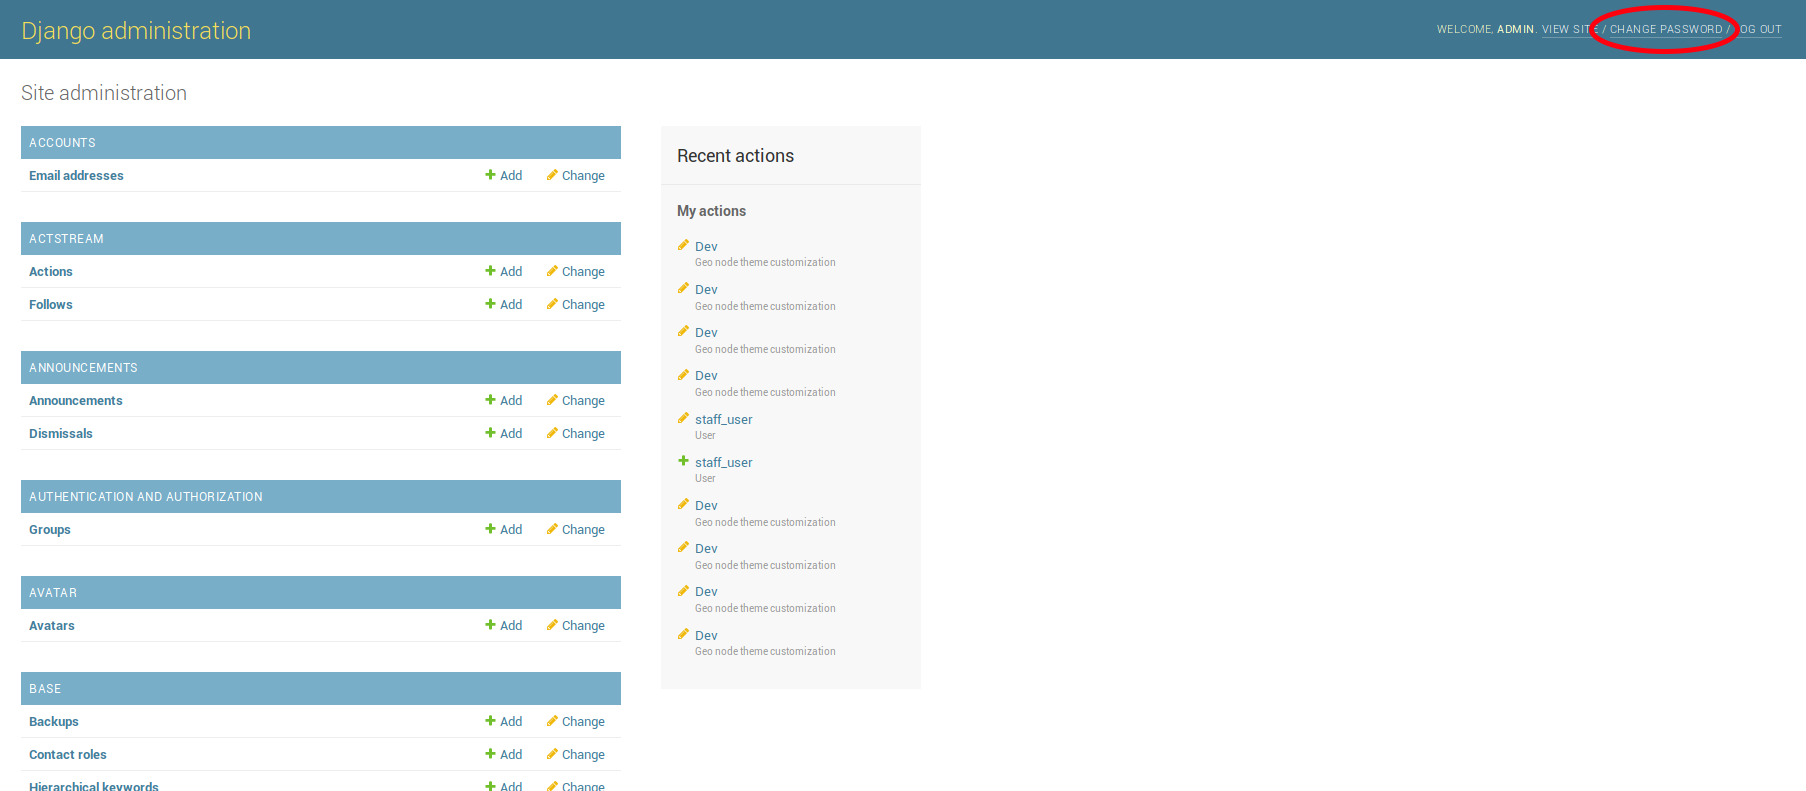 Django administration
WELCOME, ADMIN. VIEW SITE / CHANGE PASSWORD / LOG OUT
Site administration
ACCOUNTS
Email addresses Add Change
ACTSTREAM
Actions Add Change
Follows Add Change
ANNOUNCEMENTS
Announcements Add Change
Dismissals Add Change
AUTHENTICATION AND AUTHORIZATION
Groups Add Change
AVATAR
Avatars Add Change
BASE
Backups Add Change
Contact roles Add Change
Hierarchical keywords Add Change
Recent actions
My actions
Dev
Geo node theme customization
Dev
Geo node theme customization
Dev
Geo node theme customization
Dev
Geo node theme customization
staff_user
User
staff_user
User
Dev
Geo node theme customization
Dev
Geo node theme customization
Dev
Geo node theme customization
Dev
Geo node theme customization